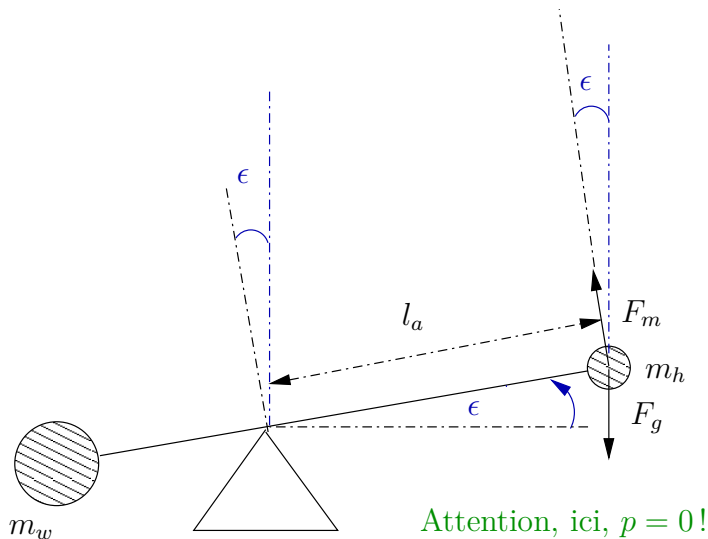 ϵ
ϵ
F_m
l_a
m_h
ϵ
F_g
m_w
Attention, ici, p = 0 !